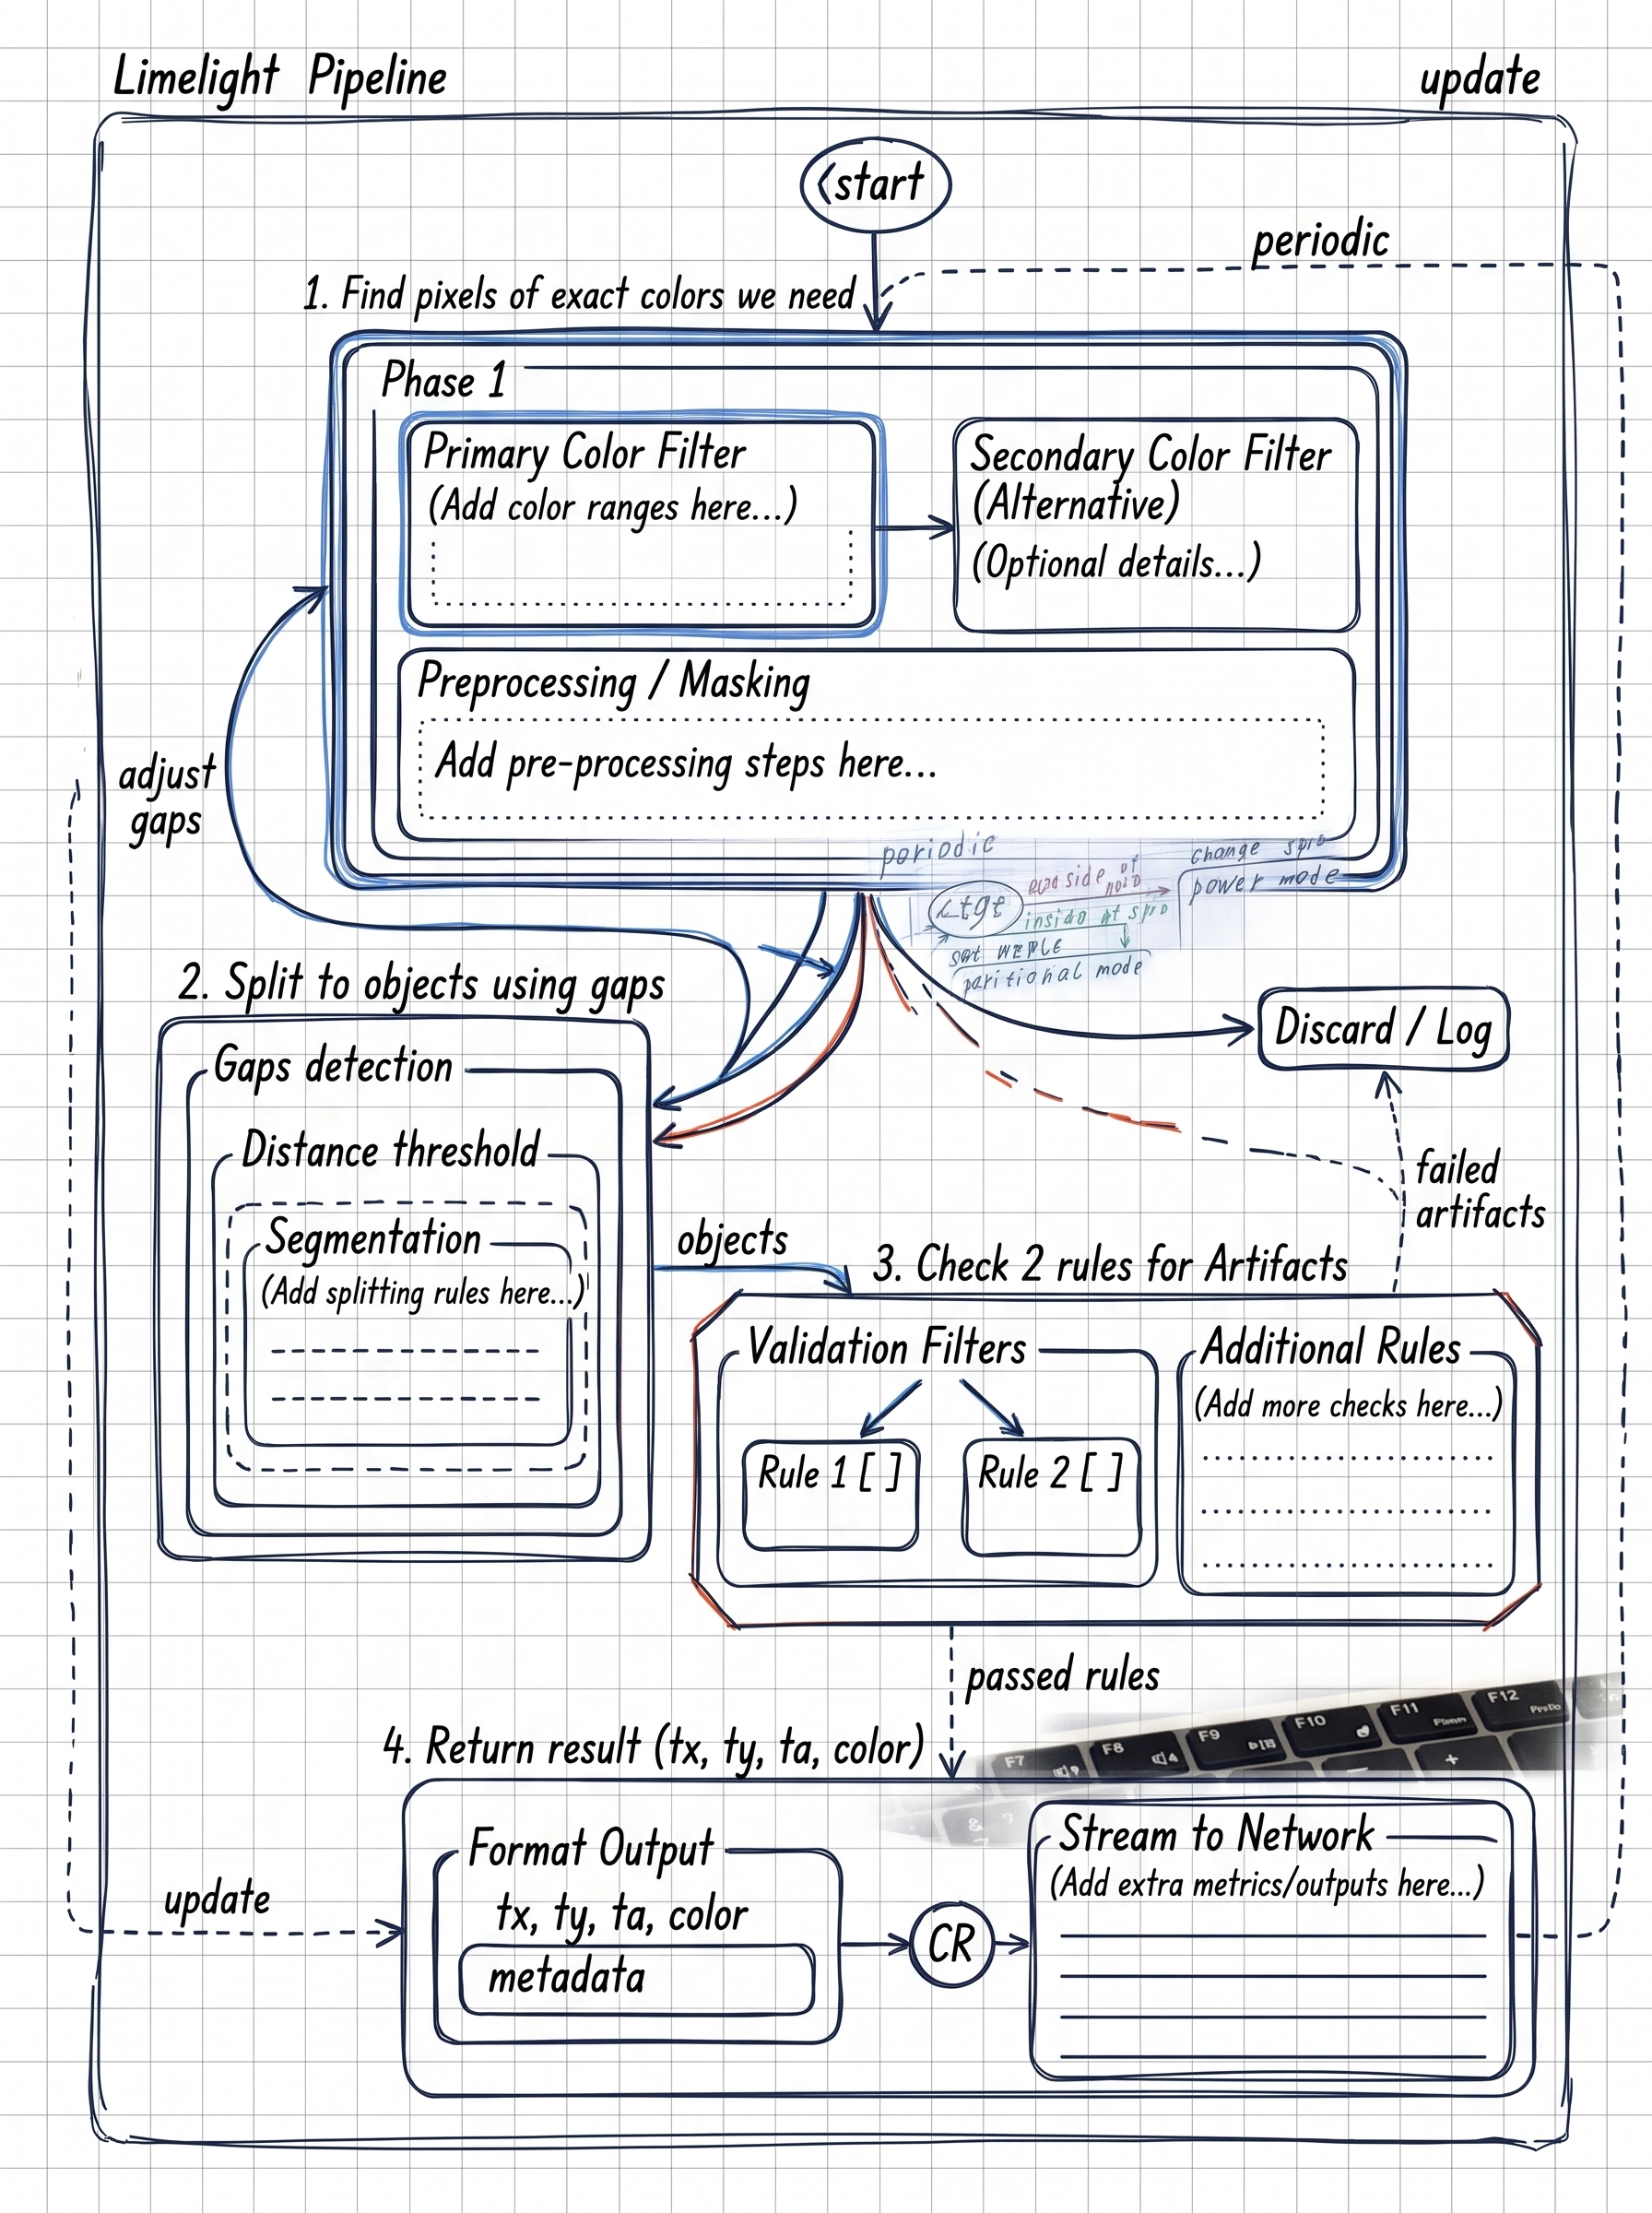 Limelight Pipeline
update
start
periodic
1. Find pixels of exact colors we need
Phase 1
Primary Color Filter
(Add color ranges here...)
Secondary Color Filter
(Alternative)
(Optional details...)
Preprocessing / Masking
Add pre-processing steps here...
adjust
gaps
periodic
change
power mode
inside
mode
2. Split to objects using gaps
Gaps detection
Distance threshold
Segmentation
(Add splitting rules here...)
Discard / Log
failed
artifacts
objects
3. Check 2 rules for Artifacts
Validation Filters
Rule 1 [ ]
Rule 2 [ ]
Additional Rules
(Add more checks here...)
passed rules
F7
F8
F9
F10
F11
F12
4. Return result (tx, ty, ta, color)
Format Output
tx, ty, ta, color
metadata
CR
Stream to Network
(Add extra metrics/outputs here...)
update